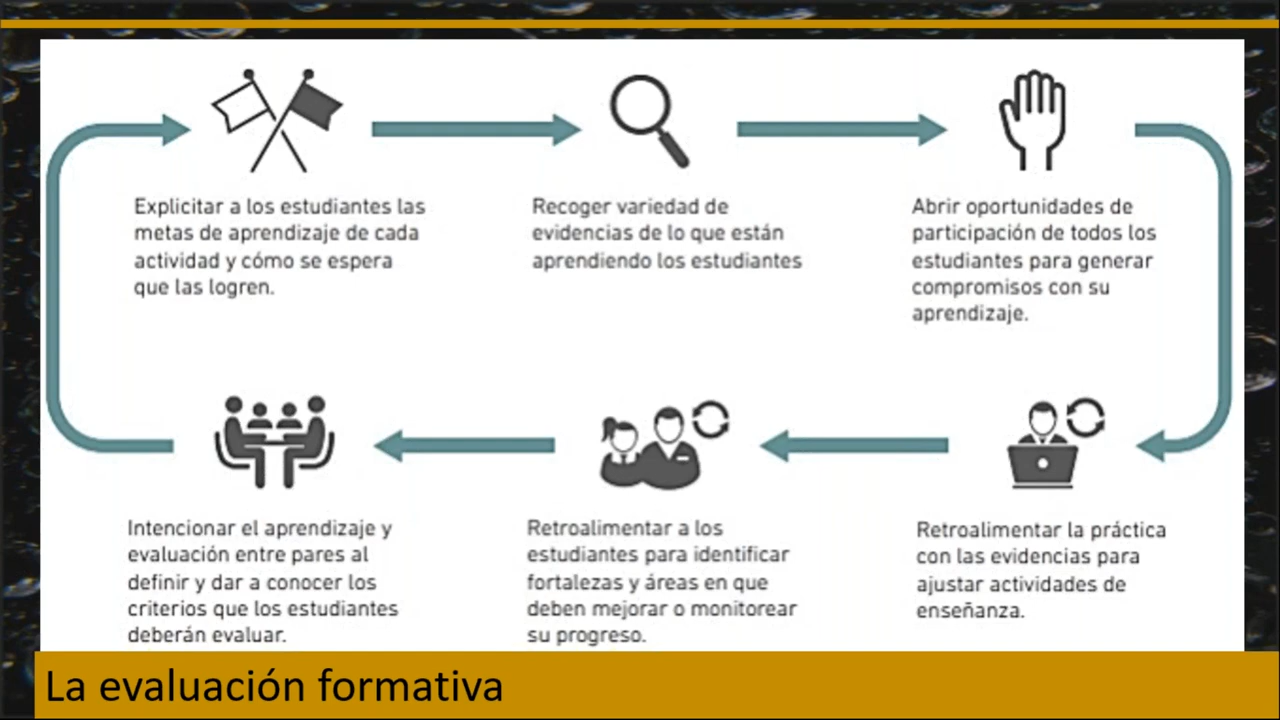 Explicitar a los estudiantes las
metas de aprendizaje de cada
actividad y cómo se espera
que las logren.
Recoger variedad de
evidencias de lo que están
aprendiendo los estudiantes
Abrir oportunidades de
participación de todos los
estudiantes para generar
compromisos con su
aprendizaje.
Retroalimentar la práctica
con las evidencias para
ajustar actividades de
enseñanza.
Retroalimentar a los
estudiantes para identificar
fortalezas y áreas en que
deben mejorar o monitorear
su progreso.
Intencionar el aprendizaje y
evaluación entre pares al
definir y dar a conocer los
criterios que los estudiantes
deberán evaluar.
La evaluación formativa